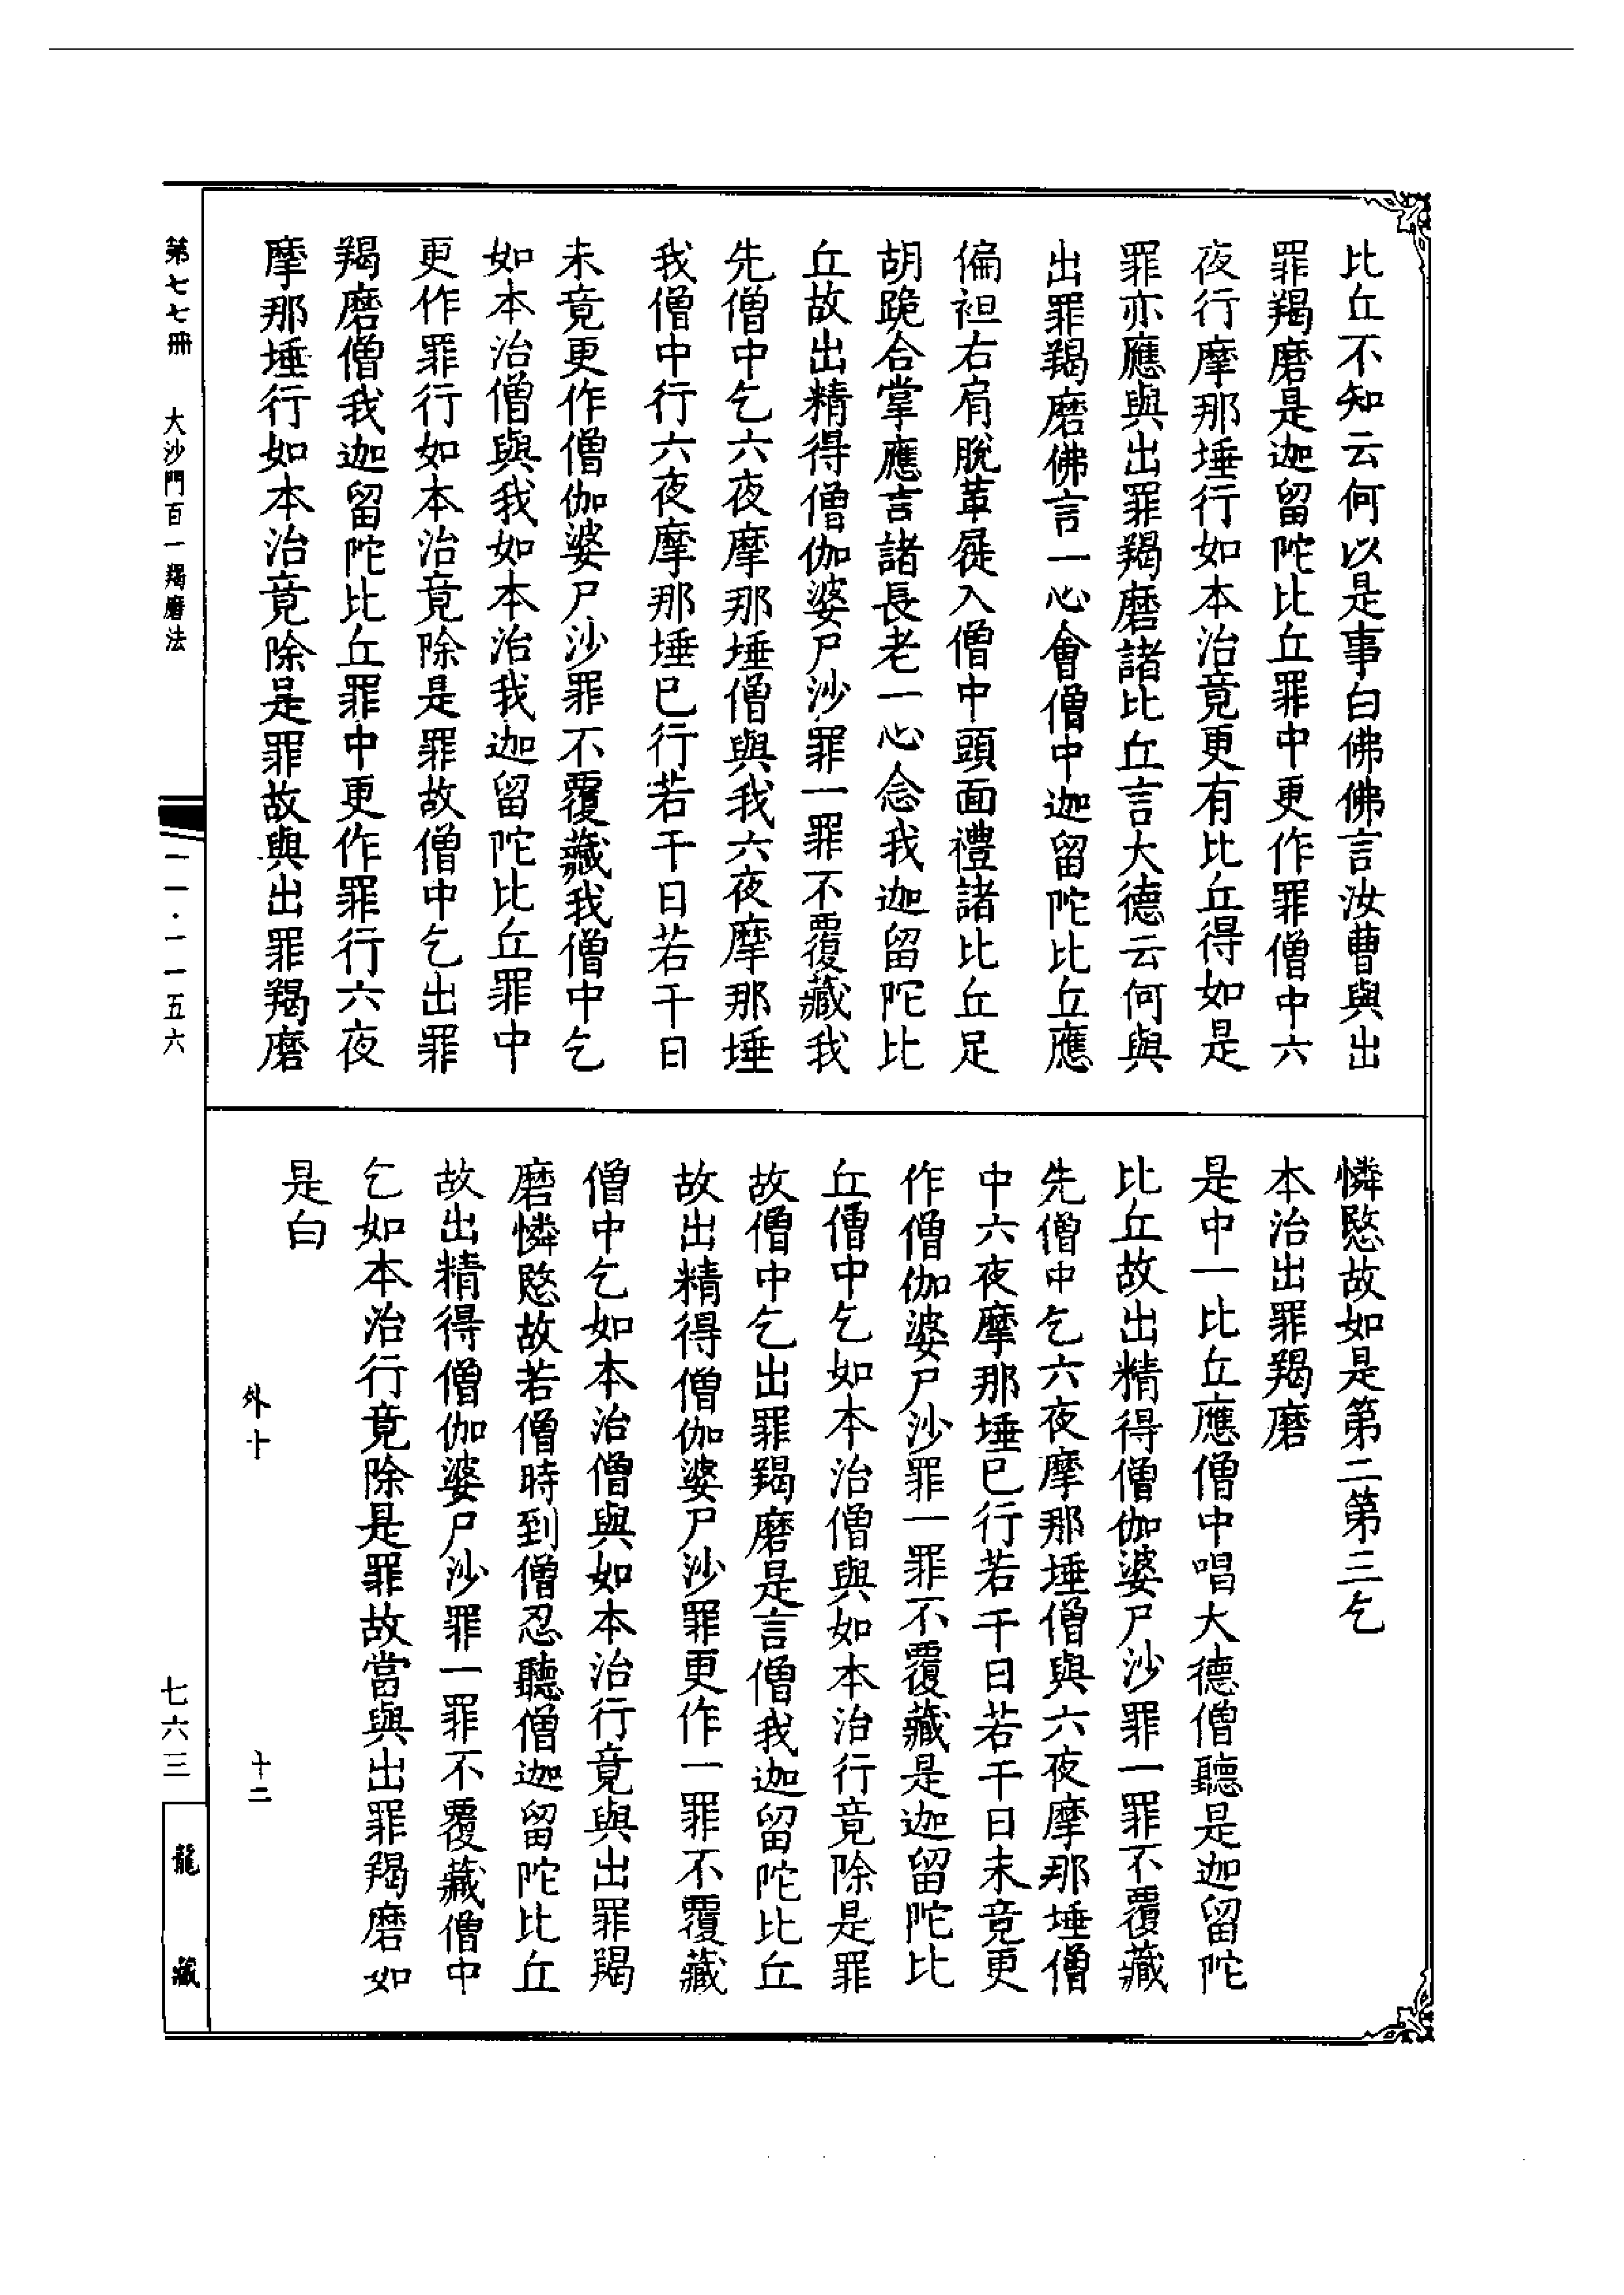 比丘不知云何以是事白佛佛言汝曹與出
罪羯磨是迦留陀比丘罪中更作罪僧中六
夜行摩那埵行如本治竟更有比丘得如是
罪亦應與出罪羯磨諸比丘言大德云何與
出罪羯磨佛言一心會僧中迦留陀比丘應
偏袒右肩脫革屣入僧中頭面禮諸比丘足
胡跪合掌應言諸長老一心念我迦留陀比
丘故出精得僧伽婆尸沙罪一罪不覆藏我
先僧中乞六夜摩那埵僧與我六夜摩那埵
我僧中行六夜摩那埵已行若干日若干日
未竟更作僧伽婆尸沙罪不覆藏我僧中乞
如本治僧與我如本治我迦留陀比丘罪中
更作罪行如本治竟除是罪故僧中乞出罪
羯磨僧我迦留陀比丘罪中更作罪行六夜
摩那埵行如本治竟除是罪故與出罪羯磨
憐愍故如是第二第三乞
本治出罪羯磨
是中一比丘應僧中唱大德僧聽是迦留陀
比丘故出精得僧伽婆尸沙罪一罪不覆藏
先僧中乞六夜摩那埵僧與六夜摩那埵僧
中六夜摩那埵已行若干日若干日未竟更
作僧伽婆尸沙罪一罪不覆藏是迦留陀比
丘僧中乞如本治僧與如本治行竟除是罪
故僧中乞出罪羯磨是言僧我迦留陀比丘
故出精得僧伽婆尸沙罪更作一罪不覆藏
僧中乞如本治僧與如本治行竟與出罪羯
磨憐愍故若僧時到僧忍聽僧迦留陀比丘
故出精得僧伽婆尸沙罪一罪不覆藏僧中
乞如本治行竟除是罪故當與出罪羯磨如
是白
外十 十二
第七七冊 大沙門百一羯磨法
一一·一一五六
七六三
龍藏